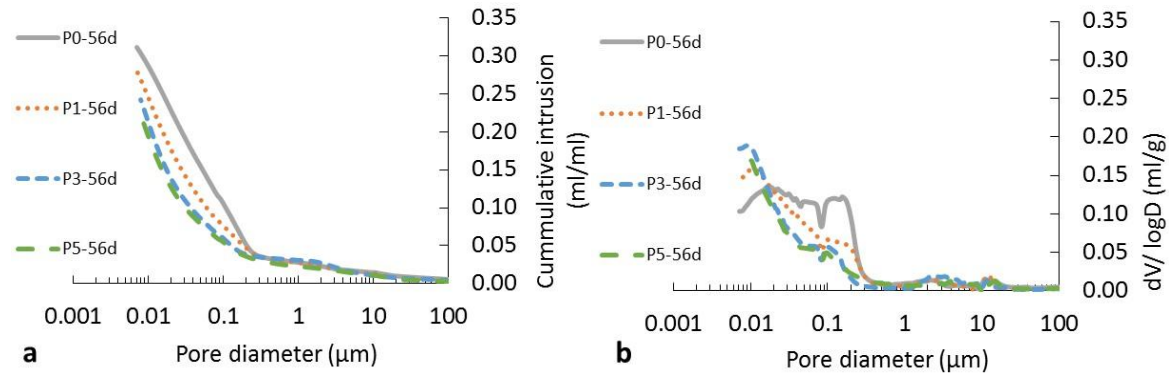 P0-56d
P1-56d
P3-56d
P5-56d
0.35
0.30
0.25
0.20
0.15
0.10
0.05
0.00
Cummulative intrusion
(ml/ml)
0.001 0.01 0.1 1 10 100
Pore diameter (µm)
a
P0-56d
P1-56d
P3-56d
P5-56d
0.35
0.30
0.25
0.20
0.15
0.10
0.05
0.00
dV/ logD (ml/g)
0.001 0.01 0.1 1 10 100
Pore diameter (µm)
b